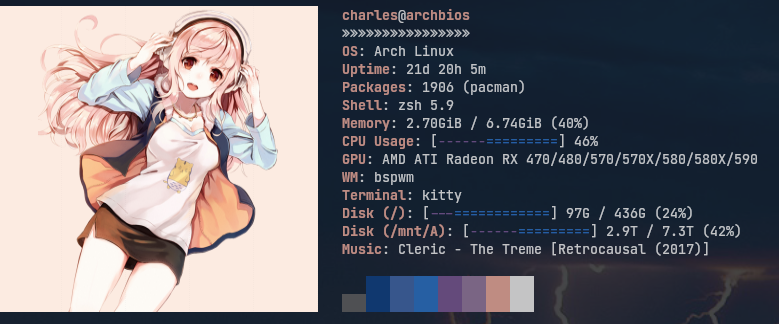 charles@archbios
»»»»»»»»»»»»»»»»
OS: Arch Linux
Uptime: 21d 20h 5m
Packages: 1906 (pacman)
Shell: zsh 5.9
Memory: 2.70GiB / 6.74GiB (40%)
CPU Usage: [------=========] 46%
GPU: AMD ATI Radeon RX 470/480/570/570X/580/580X/590
WM: bspwm
Terminal: kitty
Disk (/): [---============] 97G / 436G (24%)
Disk (/mnt/A): [------=========] 2.9T / 7.3T (42%)
Music: Cleric - The Treme [Retrocausal (2017)]